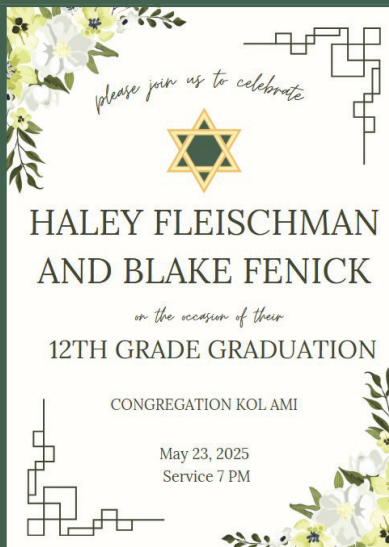 please join us to celebrate
HALEY FLEISCHMAN
AND BLAKE FENICK
on the occasion of their
12TH GRADE GRADUATION
CONGREGATION KOL AMI
May 23, 2025
Service 7 PM